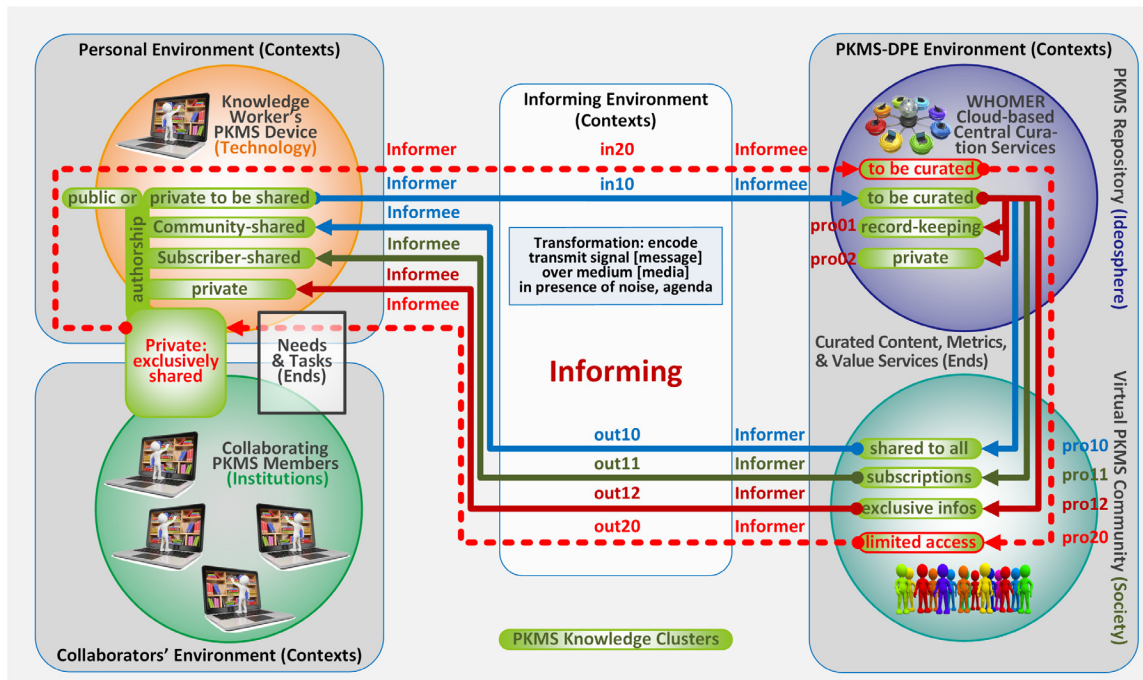 Personal Environment (Contexts)
Knowledge
Worker's
PKMS Device
(Technology)
public or
private to be shared
Community-shared
Subscriber-shared
private
authorship
Private:
exclusively
shared
Needs
& Tasks
(Ends)
Collaborating
PKMS Members
(Institutions)
Collaborators' Environment (Contexts)
Informer
Informer
Informee
Informee
Informee
Informee
Informing Environment
(Contexts)
in20
in10
Transformation: encode
transmit signal [message]
over medium [media]
in presence of noise, agenda
Informing
out10
out11
out12
out20
Informee
Informee
Informer
Informer
Informer
Informer
PKMS Knowledge Clusters
PKMS-DPE Environment (Contexts)
WHOMER
Cloud-based
Central Cura-
tion Services
to be curated
to be curated
pro01
record-keeping
pro02
private
Curated Content, Metrics,
& Value Services (Ends)
shared to all
pro10
subscriptions
pro11
exclusive infos
pro12
limited access
pro20
PKMS Repository (Ideosphere)
Virtual PKMS Community (Society)